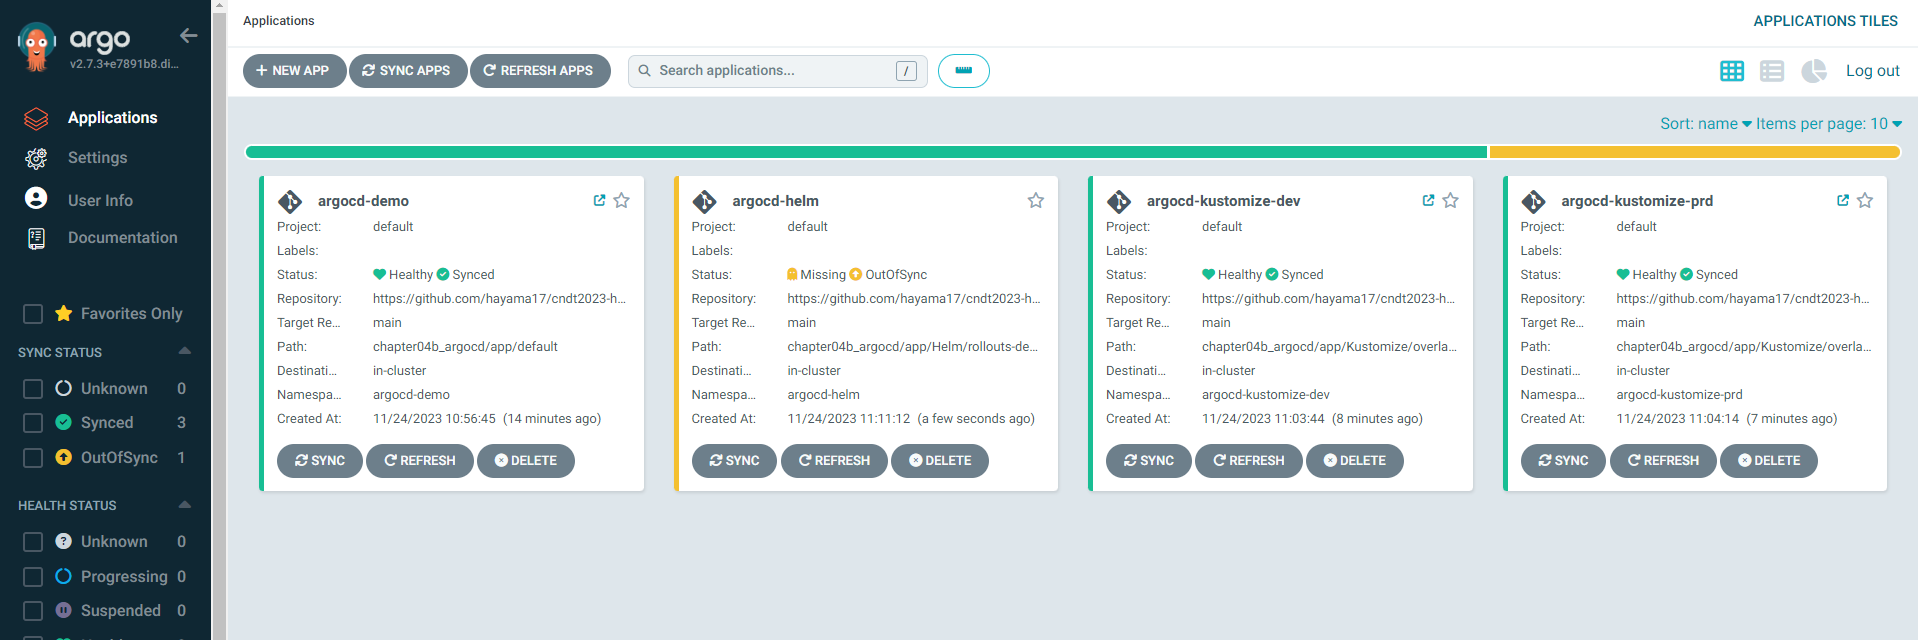 argo
v2.7.3+e7891b8.di...
Applications
Settings
User Info
Documentation
Favorites Only
SYNC STATUS
Unknown 0
Synced 3
OutOfSync 1
HEALTH STATUS
Unknown 0
Progressing 0
Suspended 0
Applications
APPLICATIONS TILES
+ NEW APP SYNC APPS REFRESH APPS Search applications... / Log out
Sort: name Items per page: 10
argocd-demo
Project: default
Labels:
Status: Healthy Synced
Repository: https://github.com/hayama17/cndt2023-h...
Target Re... main
Path: chapter04b_argocd/app/default
Destinati... in-cluster
Namespa... argocd-demo
Created At: 11/24/2023 10:56:45 (14 minutes ago)
SYNC REFRESH DELETE
argocd-helm
Project: default
Labels:
Status: Missing OutOfSync
Repository: https://github.com/hayama17/cndt2023-h...
Target Re... main
Path: chapter04b_argocd/app/Helm/rollouts-de...
Destinati... in-cluster
Namespa... argocd-helm
Created At: 11/24/2023 11:11:12 (a few seconds ago)
SYNC REFRESH DELETE
argocd-kustomize-dev
Project: default
Labels:
Status: Healthy Synced
Repository: https://github.com/hayama17/cndt2023-h...
Target Re... main
Path: chapter04b_argocd/app/Kustomize/overla...
Destinati... in-cluster
Namespa... argocd-kustomize-dev
Created At: 11/24/2023 11:03:44 (8 minutes ago)
SYNC REFRESH DELETE
argocd-kustomize-prd
Project: default
Labels:
Status: Healthy Synced
Repository: https://github.com/hayama17/cndt2023-h...
Target Re... main
Path: chapter04b_argocd/app/Kustomize/overla...
Destinati... in-cluster
Namespa... argocd-kustomize-prd
Created At: 11/24/2023 11:04:14 (7 minutes ago)
SYNC REFRESH DELETE